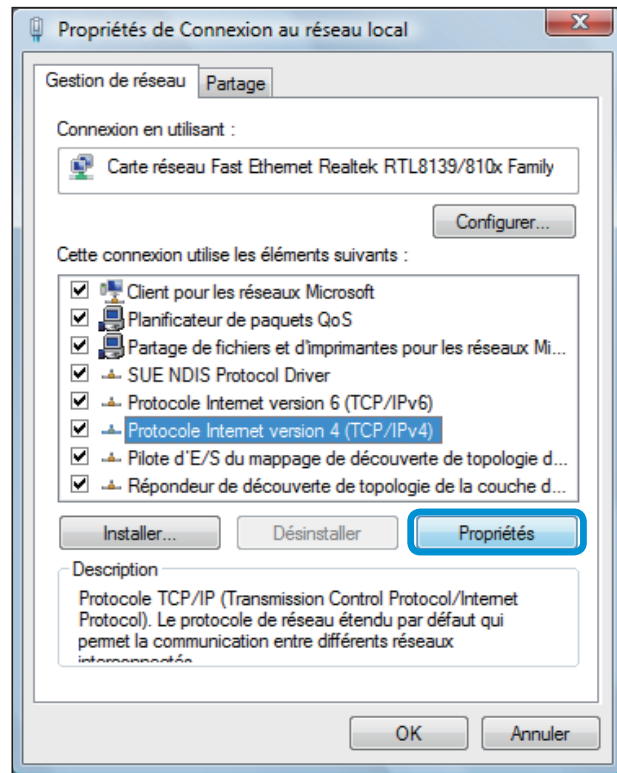 Propriétés de Connexion au réseau local
Gestion de réseau
Partage
Connexion en utilisant :
Carte réseau Fast Ethernet Realtek RTL8139/810x Family
Configurer...
Cette connexion utilise les éléments suivants :
Client pour les réseaux Microsoft
Planificateur de paquets QoS
Partage de fichiers et d'imprimantes pour les réseaux Mi...
SUE NDIS Protocol Driver
Protocole Internet version 6 (TCP/IPv6)
Protocole Internet version 4 (TCP/IPv4)
Pilote d'E/S du mappage de découverte de topologie d...
Répondeur de découverte de topologie de la couche d...
Installer...
Désinstaller
Propriétés
Description
Protocole TCP/IP (Transmission Control Protocol/Internet
Protocol). Le protocole de réseau étendu par défaut qui
permet la communication entre différents réseaux
interconnectés
OK
Annuler